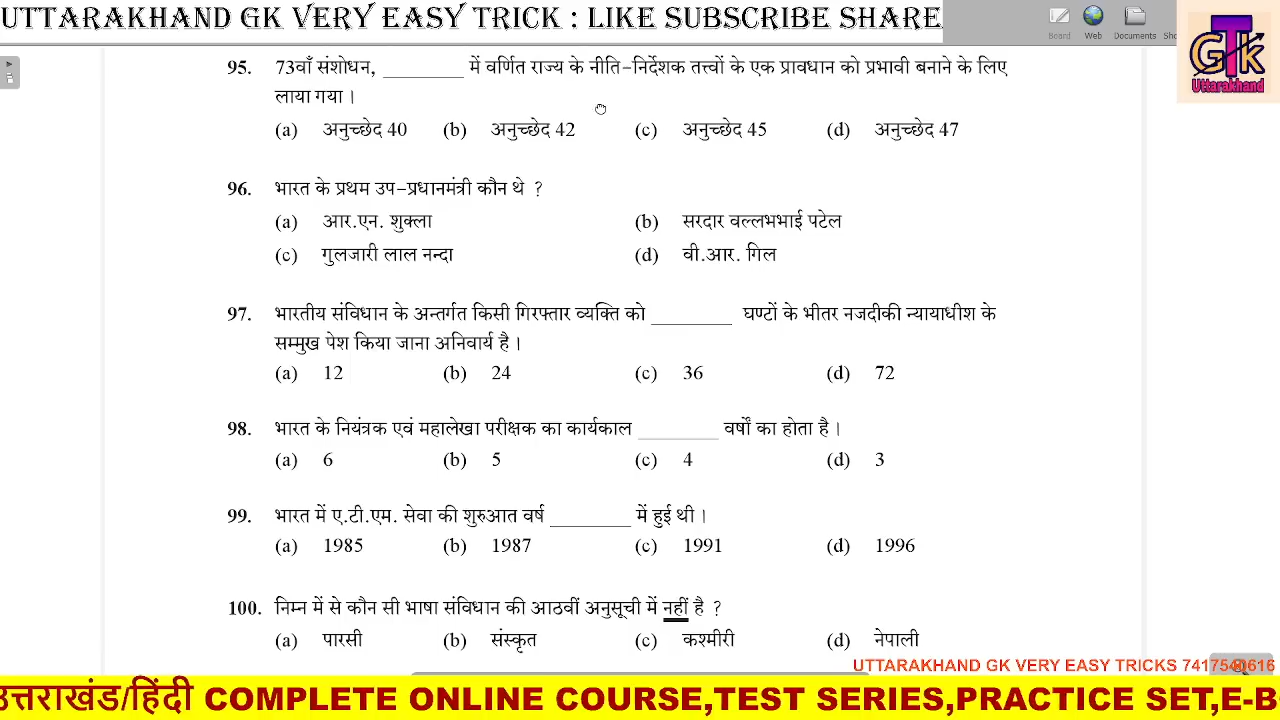 UTTARAKHAND GK VERY EASY TRICK : LIKE SUBSCRIBE SHARE
Board Web Documents
GTK
Uttarakhand
95. 73वाँ संशोधन, ________ में वर्णित राज्य के नीति-निर्देशक तत्त्वों के एक प्रावधान को प्रभावी बनाने के लिए
लाया गया।
(a) अनुच्छेद 40 (b) अनुच्छेद 42 (c) अनुच्छेद 45 (d) अनुच्छेद 47
96. भारत के प्रथम उप-प्रधानमंत्री कौन थे ?
(a) आर.एन. शुक्ला (b) सरदार वल्लभभाई पटेल
(c) गुलजारी लाल नन्दा (d) वी.आर. गिल
97. भारतीय संविधान के अन्तर्गत किसी गिरफ्तार व्यक्ति को ________ घण्टों के भीतर नजदीकी न्यायाधीश के
सम्मुख पेश किया जाना अनिवार्य है।
(a) 12 (b) 24 (c) 36 (d) 72
98. भारत के नियंत्रक एवं महालेखा परीक्षक का कार्यकाल ________ वर्षों का होता है।
(a) 6 (b) 5 (c) 4 (d) 3
99. भारत में ए.टी.एम. सेवा की शुरुआत वर्ष ________ में हुई थी।
(a) 1985 (b) 1987 (c) 1991 (d) 1996
100. निम्न में से कौन सी भाषा संविधान की आठवीं अनुसूची में नहीं है ?
(a) पारसी (b) संस्कृत (c) कश्मीरी (d) नेपाली
UTTARAKHAND GK VERY EASY TRICKS 7417540616
उत्तराखंड/हिंदी COMPLETE ONLINE COURSE,TEST SERIES,PRACTICE SET,E-B